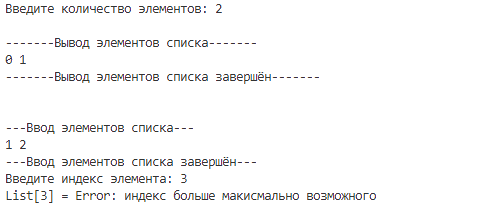 Введите количество элементов: 2
-------Вывод элементов списка-------
0 1
-------Вывод элементов списка завершён-------
---Ввод элементов списка---
1 2
---Ввод элементов списка завершён---
Введите индекс элемента: 3
List[3] = Error: индекс больше макисмально возможного